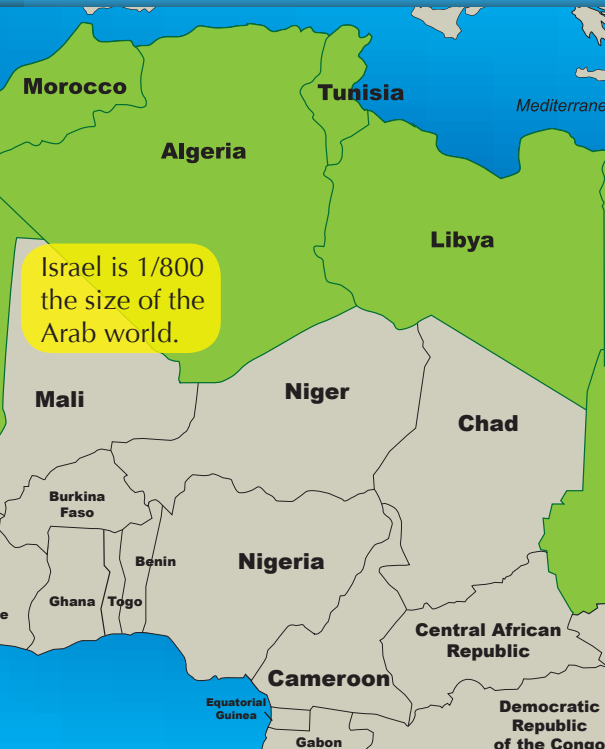 Morocco
Tunisia
Mediterrane
Algeria
Libya
Israel is 1/800
the size of the
Arab world.
Mali
Niger
Chad
Burkina
Faso
Benin
Nigeria
Ghana
Togo
e
Central African
Republic
Cameroon
Equatorial
Guinea
Democratic
Republic
of the Congo
Gabon